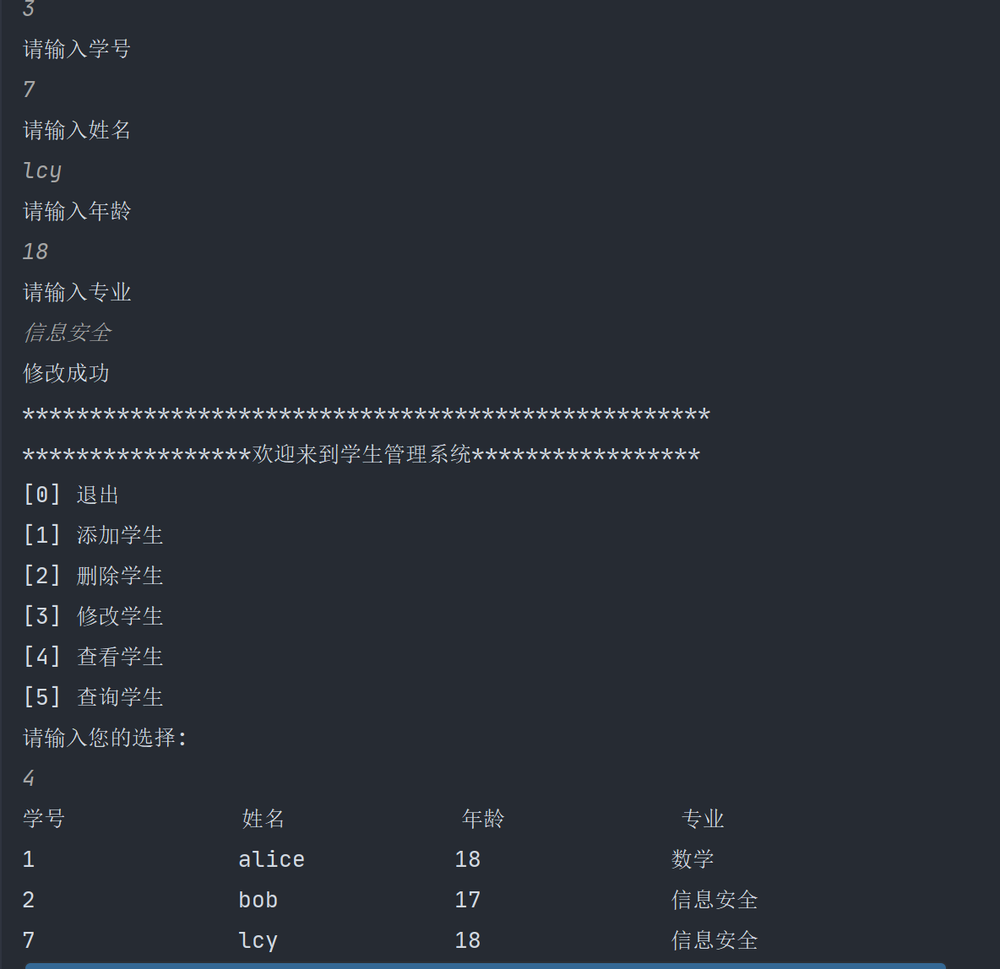 3
请输入学号
7
请输入姓名
lcy
请输入年龄
18
请输入专业
信息安全
修改成功
***************************************************
*****************欢迎来到学生管理系统*****************
[0] 退出
[1] 添加学生
[2] 删除学生
[3] 修改学生
[4] 查看学生
[5] 查询学生
请输入您的选择:
4
学号 姓名 年龄 专业
1 alice 18 数学
2 bob 17 信息安全
7 lcy 18 信息安全